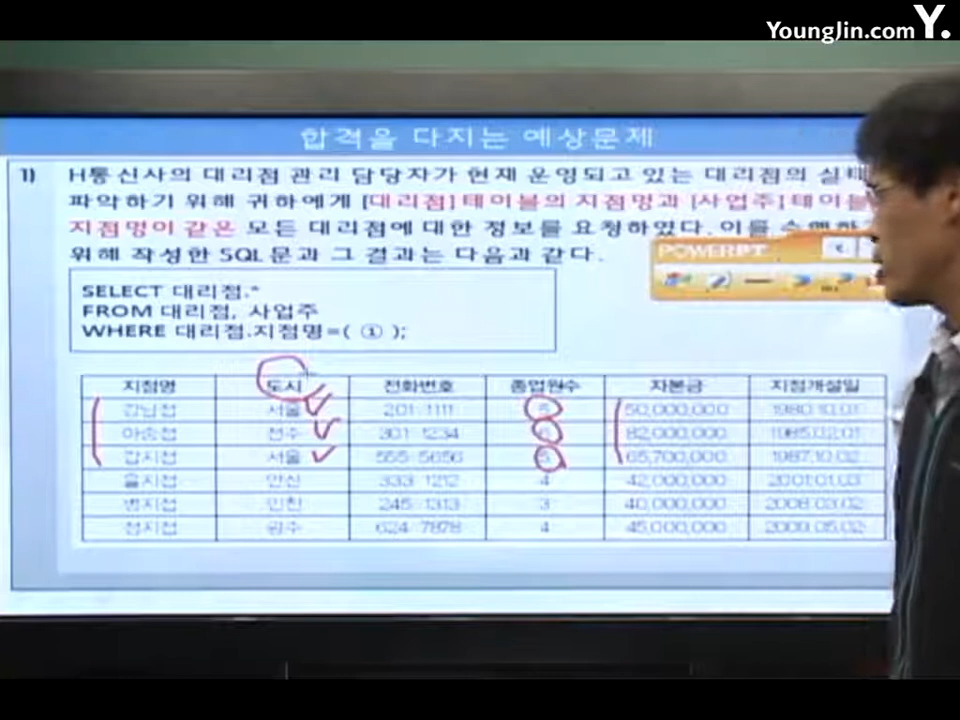 YoungJin.com Y.
합격을 다지는 예상문제
1) H통신사의 대리점 관리 담당자가 현재 운영되고 있는 대리점의 실태
파악하기 위해 귀하에게 [대리점]테이블의 지점명과 [사업주]테이블
지점명이 같은 모든 대리점에 대한 정보를 요청하였다. 이를 수행하
위해 작성한 SQL문과 그 결과는 다음과 같다.
POWERPT
SELECT 대리점.*
FROM 대리점, 사업주
WHERE 대리점.지점명=( ① );
지점명 도시 전화번호 종업원수 자본금 지점개설일
강남점 서울 201-1111 50,000,000 1980.10.01
전주 301-1234 82,000,000 1985.02.01
갑지점 서울 555-5656 5 65,700,000 1987.10.02
을지점 안산 333-1212 4 42,000,000 2001.01.03
병지점 인천 245-1313 3 40,000,000 2008.03.02
정지점 광주 624-7878 4 45,000,000 2009.05.02